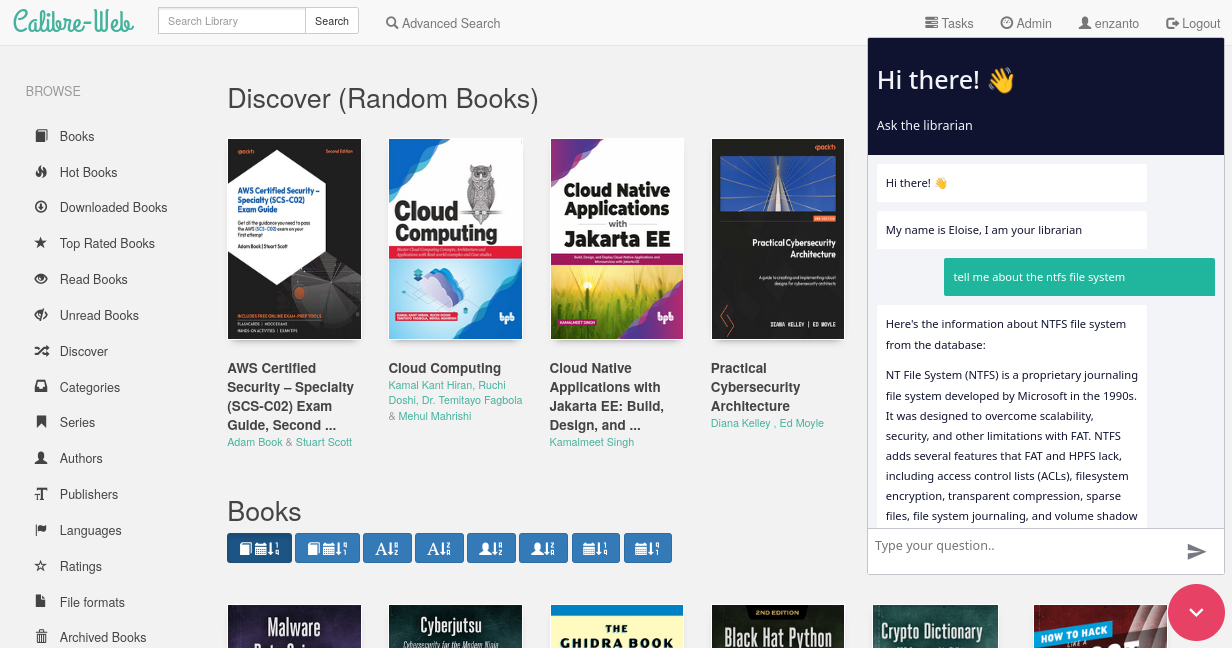 Calibre-Web
Search Library
Search
Advanced Search
Tasks
Admin
enzanto
Logout
BROWSE
Books
Hot Books
Downloaded Books
Top Rated Books
Read Books
Unread Books
Discover
Categories
Series
Authors
Publishers
Languages
Ratings
File formats
Archived Books
Discover (Random Books)
<packt>
Second Edition
AWS Certified Security –
Specialty (SCS-C02)
Exam Guide
Get all the guidance you need to pass
the AWS (SCS-C02) exam on your
first attempt
Adam Book | Stuart Scott
INCLUDES FREE ONLINE EXAM-PREP TOOLS
FLASHCARDS | MOCK EXAMS
HANDS-ON ACTIVITIES | EXAM TIPS
Cloud
Computing
Master Cloud Computing Concepts, Architecture and
Applications with Real-world examples and Case studies
bpb
Cloud Native
Applications
with
Jakarta EE
Build, Design, and Deploy Cloud-Native Applications and
Microservices with Jakarta EE
KAMALMEET SINGH
bpb
<packt>
Practical Cybersecurity
Architecture
A guide to creating and implementing robust
designs for cybersecurity architects
DIANA KELLEY | ED MOYLE
AWS Certified
Security – Specialty
(SCS-C02) Exam
Guide, Second ...
Adam Book & Stuart Scott
Cloud Computing
Kamal Kant Hiran, Ruchi
Doshi, Dr. Temitayo Fagbola
& Mehul Mahrishi
Cloud Native
Applications with
Jakarta EE: Build,
Design, and ...
Kamalmeet Singh
Practical
Cybersecurity
Architecture
Diana Kelley , Ed Moyle
Books
Malware
Cyberjutsu
Cybersecurity for the Modern Ninja
THE
GHIDRA BOOK
2ND EDITION
Black Hat Python
Crypto Dictionary
HOW TO HACK
LIKE A
Hi there! 👋
Ask the librarian
Hi there! 👋
My name is Eloise, I am your librarian
tell me about the ntfs file system
Here's the information about NTFS file system
from the database:
NT File System (NTFS) is a proprietary journaling
file system developed by Microsoft in the 1990s.
It was designed to overcome scalability,
security, and other limitations with FAT. NTFS
adds several features that FAT and HPFS lack,
including access control lists (ACLs), filesystem
encryption, transparent compression, sparse
files, file system journaling, and volume shadow
Type your question..